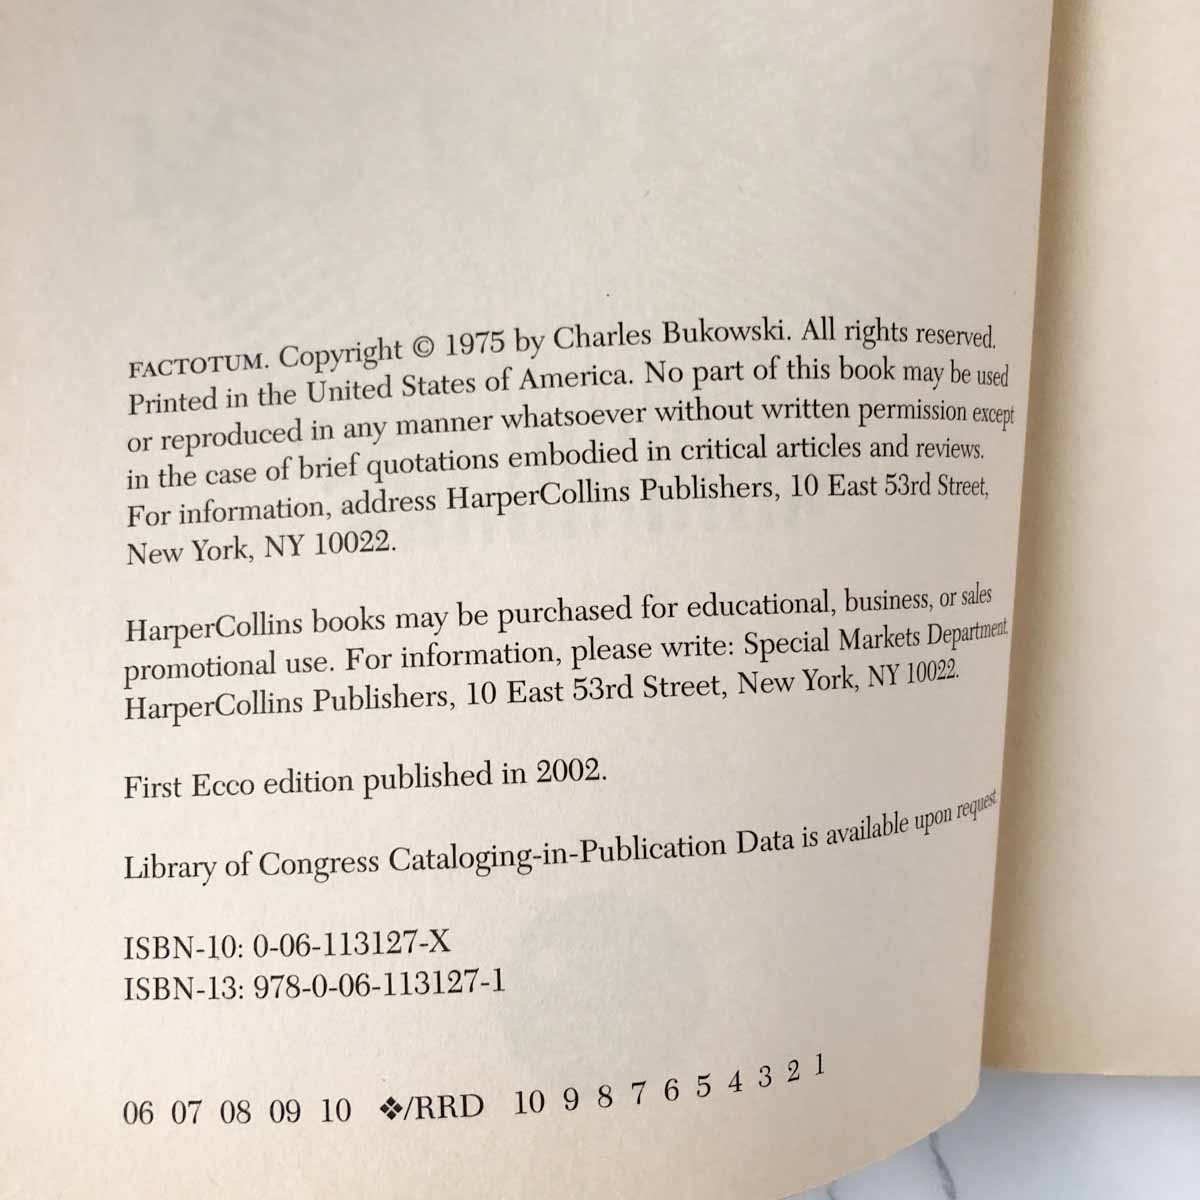 FACTOTUM. Copyright © 1975 by Charles Bukowski. All rights reserved.
Printed in the United States of America. No part of this book may be used
or reproduced in any manner whatsoever without written permission except
in the case of brief quotations embodied in critical articles and reviews.
For information, address HarperCollins Publishers, 10 East 53rd Street,
New York, NY 10022.
HarperCollins books may be purchased for educational, business, or sales
promotional use. For information, please write: Special Markets Department
HarperCollins Publishers, 10 East 53rd Street, New York, NY 10022.
First Ecco edition published in 2002.
Library of Congress Cataloging-in-Publication Data is available upon request
ISBN-10: 0-06-113127-X
ISBN-13: 978-0-06-113127-1
06 07 08 09 10 ❖/RRD 10 9 8 7 6 5 4 3 2 1